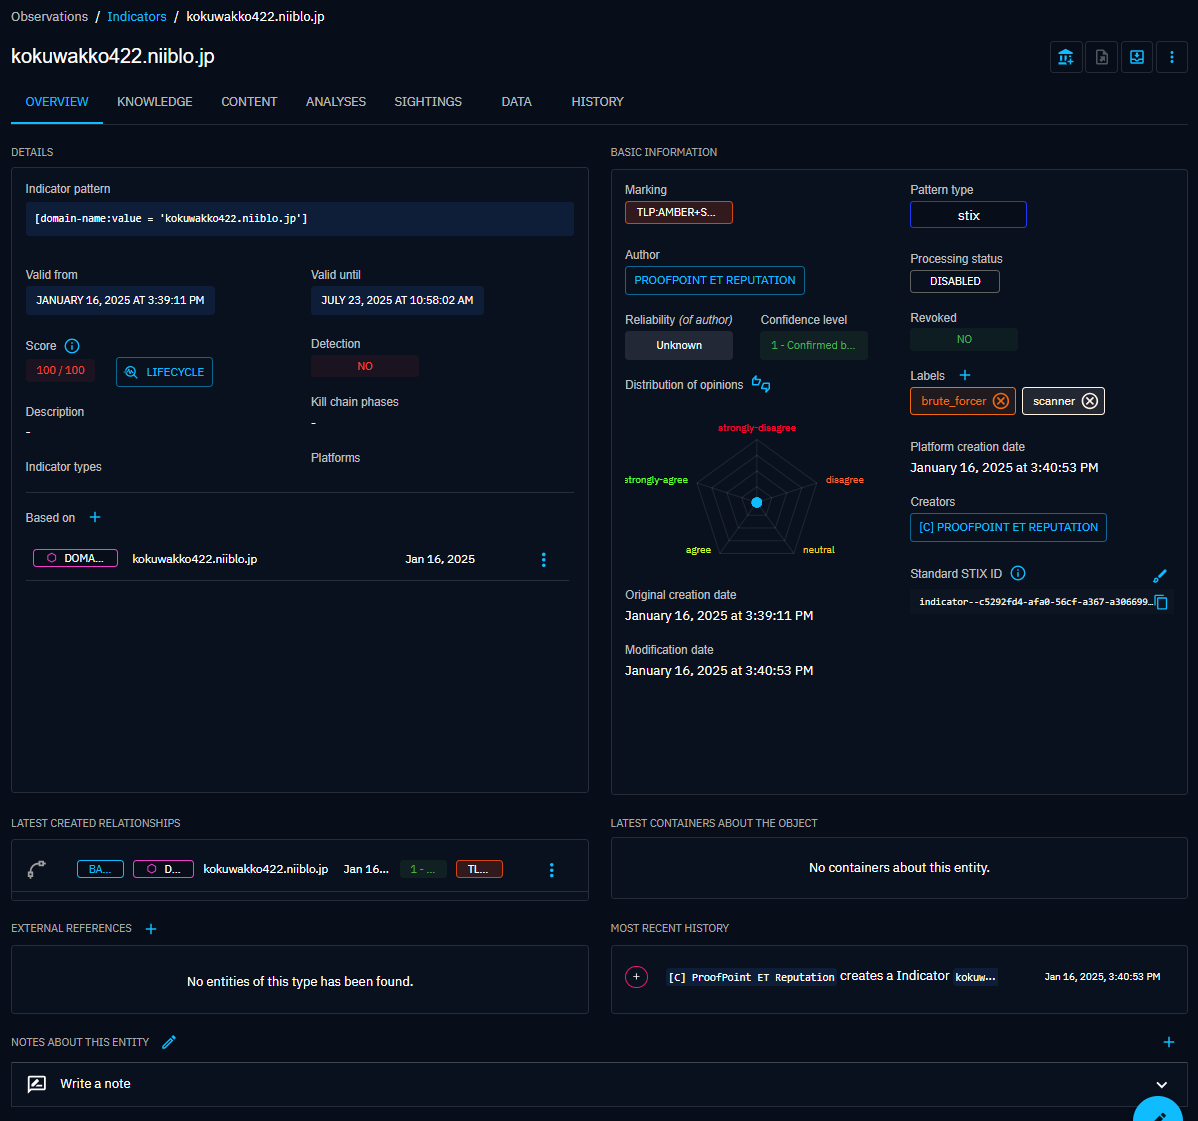 Observations / Indicators / kokuwakko422.niiblo.jp
kokuwakko422.niiblo.jp
OVERVIEW KNOWLEDGE CONTENT ANALYSES SIGHTINGS DATA HISTORY
DETAILS
Indicator pattern
[domain-name:value = 'kokuwakko422.niiblo.jp']
Valid from
JANUARY 16, 2025 AT 3:39:11 PM
Valid until
JULY 23, 2025 AT 10:58:02 AM
Score
100 / 100
LIFECYCLE
Detection
NO
Description
-
Kill chain phases
-
Indicator types
Platforms
Based on
DOMA... kokuwakko422.niiblo.jp Jan 16, 2025
BASIC INFORMATION
Marking
TLP:AMBER+S...
Pattern type
stix
Author
PROOFPOINT ET REPUTATION
Processing status
DISABLED
Reliability (of author)
Unknown
Confidence level
1 - Confirmed b...
Revoked
NO
Distribution of opinions
strongly-disagree
strongly-agree
disagree
agree
neutral
Labels
brute_forcer scanner
Platform creation date
January 16, 2025 at 3:40:53 PM
Creators
[C] PROOFPOINT ET REPUTATION
Original creation date
January 16, 2025 at 3:39:11 PM
Standard STIX ID
indicator--c5292fd4-afa0-56cf-a367-a306699...
Modification date
January 16, 2025 at 3:40:53 PM
LATEST CREATED RELATIONSHIPS
BA... D... kokuwakko422.niiblo.jp Jan 16... 1 - ... TL...
LATEST CONTAINERS ABOUT THE OBJECT
No containers about this entity.
EXTERNAL REFERENCES
No entities of this type has been found.
MOST RECENT HISTORY
[C] ProofPoint ET Reputation creates a Indicator kokuw... Jan 16, 2025, 3:40:53 PM
NOTES ABOUT THIS ENTITY
Write a note